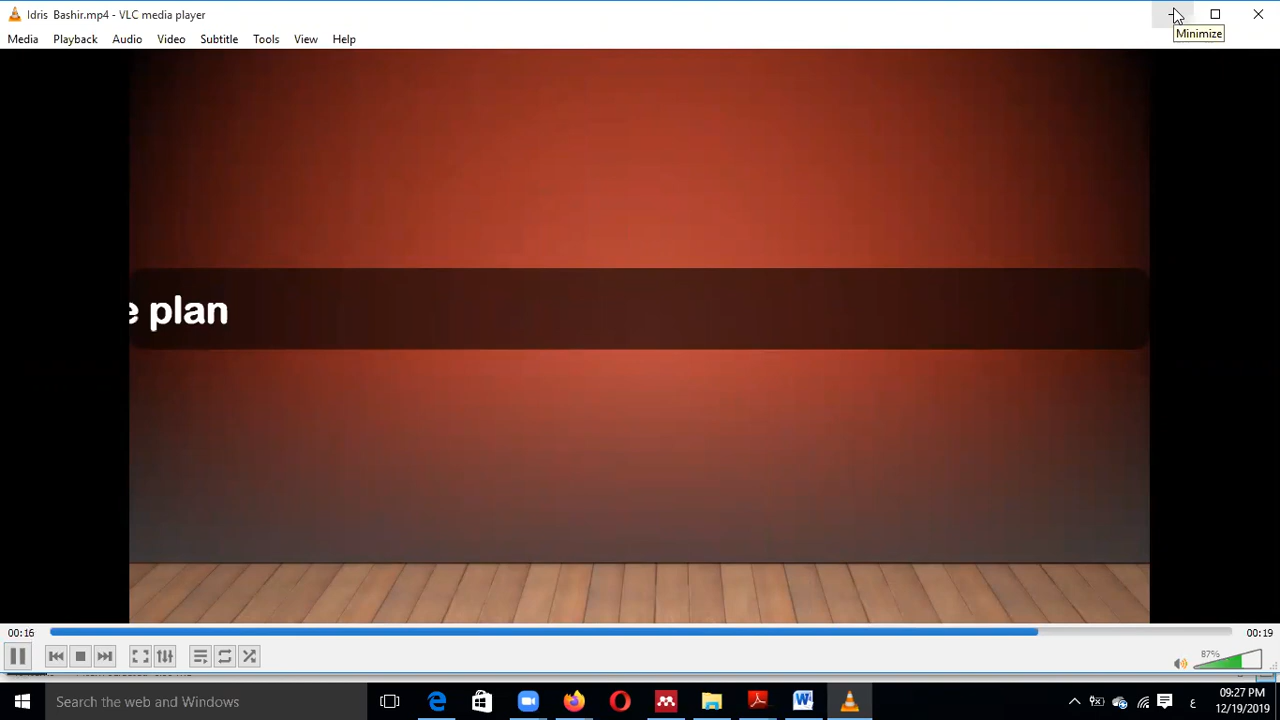 Idris Bashir.mp4 - VLC media player
Minimize
Media Playback Audio Video Subtitle Tools View Help
e plan
00:16
00:19
87%
Search the web and Windows
ع
09:27 PM
12/19/2019